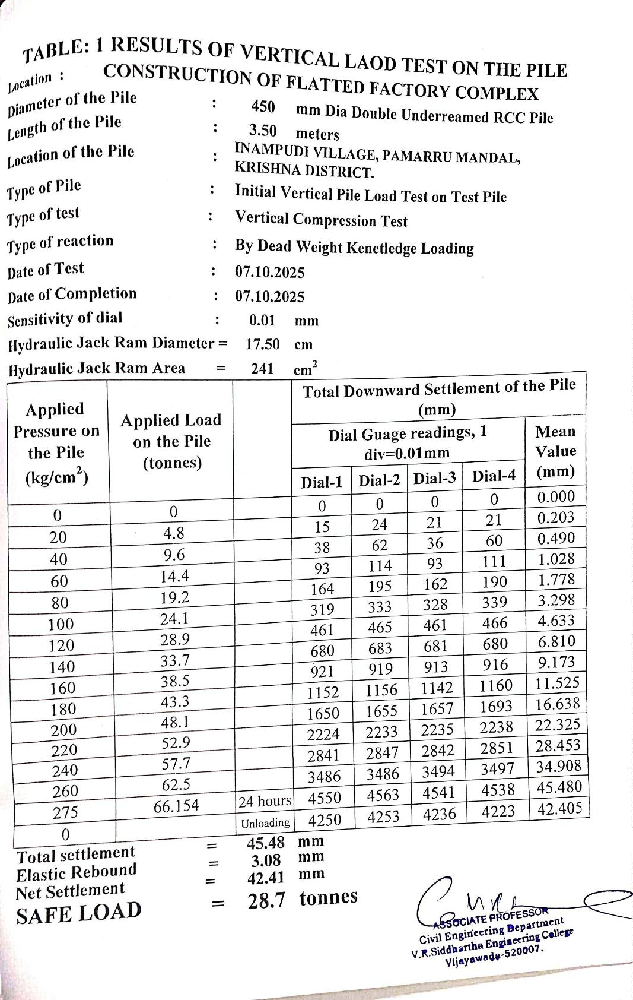 TABLE: 1 RESULTS OF VERTICAL LAOD TEST ON THE PILE
Location : CONSTRUCTION OF FLATTED FACTORY COMPLEX
Diameter of the Pile : 450 mm Dia Double Underreamed RCC Pile
Length of the Pile : 3.50 meters
Location of the Pile : INAMPUDI VILLAGE, PAMARRU MANDAL,
KRISHNA DISTRICT.
Type of Pile : Initial Vertical Pile Load Test on Test Pile
Type of test : Vertical Compression Test
Type of reaction : By Dead Weight Kenetledge Loading
Date of Test : 07.10.2025
Date of Completion : 07.10.2025
Sensitivity of dial : 0.01 mm
Hydraulic Jack Ram Diameter = 17.50 cm
Hydraulic Jack Ram Area = 241 cm²
Applied
Pressure on
the Pile
(kg/cm²)
Applied Load
on the Pile
(tonnes)
Total Downward Settlement of the Pile
(mm)
Dial Guage readings, 1
div=0.01mm
Mean
Value
(mm)
Dial-1 Dial-2 Dial-3 Dial-4
0 0 0 0 0 0 0.000
20 4.8 15 24 21 21 0.203
40 9.6 38 62 36 60 0.490
60 14.4 93 114 93 111 1.028
80 19.2 164 195 162 190 1.778
100 24.1 319 333 328 339 3.298
120 28.9 461 465 461 466 4.633
140 33.7 680 683 681 680 6.810
160 38.5 921 919 913 916 9.173
180 43.3 1152 1156 1142 1160 11.525
200 48.1 1650 1655 1657 1693 16.638
220 52.9 2224 2233 2235 2238 22.325
240 57.7 2841 2847 2842 2851 28.453
260 62.5 3486 3486 3494 3497 34.908
275 66.154 24 hours 4550 4563 4541 4538 45.480
0 Unloading 4250 4253 4236 4223 42.405
Total settlement = 45.48 mm
Elastic Rebound = 3.08 mm
Net Settlement = 42.41 mm
SAFE LOAD = 28.7 tonnes
ASSOCIATE PROFESSOR
Civil Engineering Department
V.R.Siddhartha Engineering College
Vijayawada-520007.